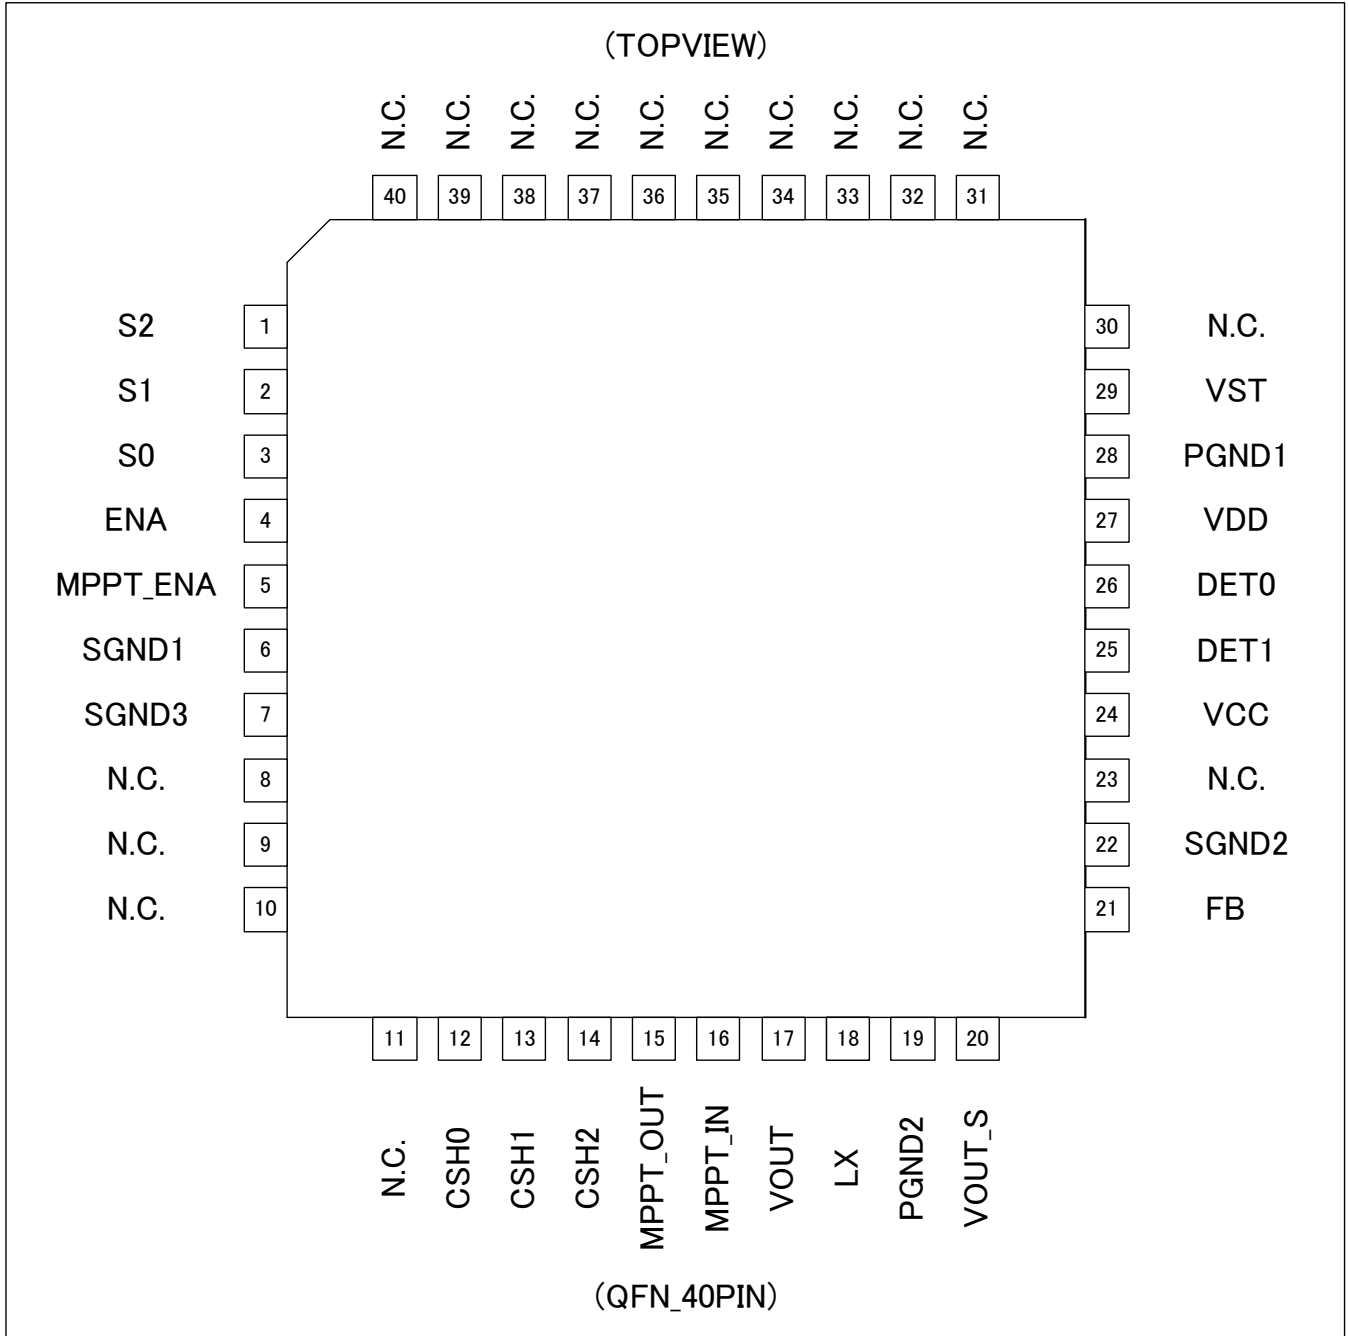 (TOPVIEW)
N.C. N.C. N.C. N.C. N.C. N.C. N.C. N.C. N.C. N.C.
40 39 38 37 36 35 34 33 32 31
S2 1 30 N.C.
S1 2 29 VST
S0 3 28 PGND1
ENA 4 27 VDD
MPPT_ENA 5 26 DET0
SGND1 6 25 DET1
SGND3 7 24 VCC
N.C. 8 23 N.C.
N.C. 9 22 SGND2
N.C. 10 21 FB
11 12 13 14 15 16 17 18 19 20
N.C. CSH0 CSH1 CSH2 MPPT_OUT MPPT_IN VOUT LX PGND2 VOUT_S
(QFN_40PIN)